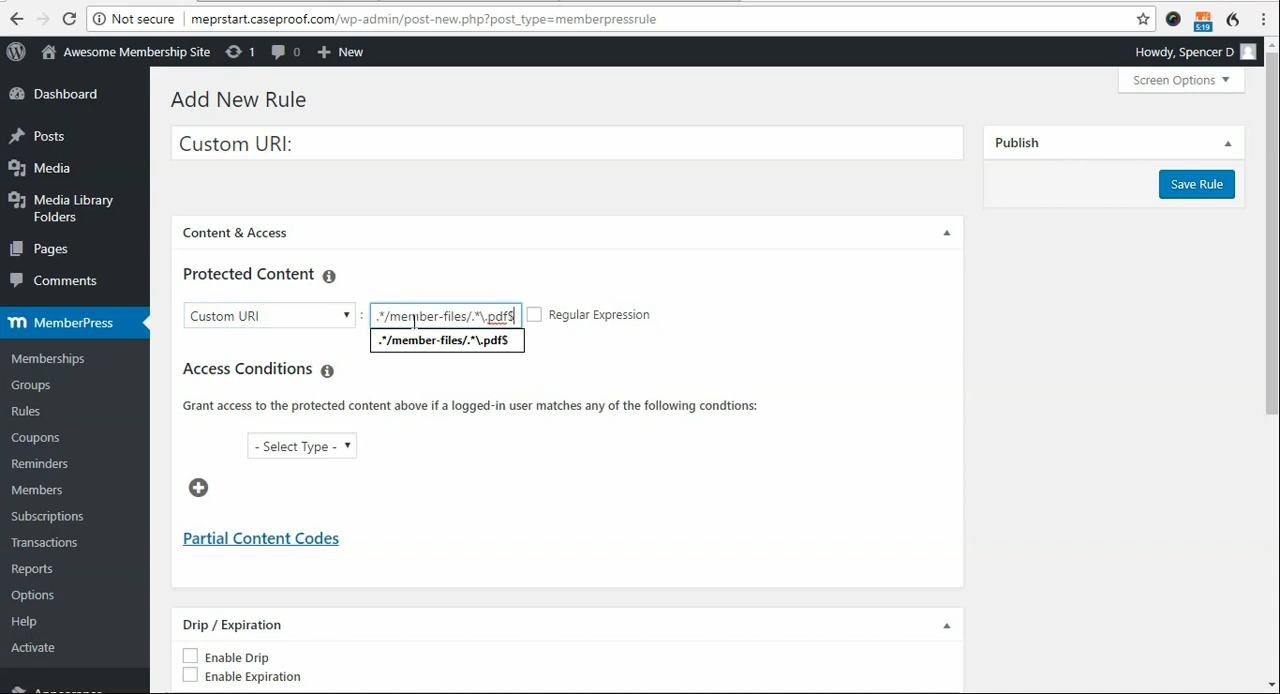 Not secure meprstart.caseproof.com/wp-admin/post-new.php?post_type=memberpressrule
5:19
Awesome Membership Site 1 0 New Howdy, Spencer D
Screen Options
Dashboard
Posts
Media
Media Library
Folders
Pages
Comments
MemberPress
Memberships
Groups
Rules
Coupons
Reminders
Members
Subscriptions
Transactions
Reports
Options
Help
Activate
Add New Rule
Custom URI:
Content & Access
Protected Content
Custom URI : .*/member-files/.*\.pdf$ Regular Expression
.*/member-files/.*\.pdf$
Access Conditions
Grant access to the protected content above if a logged-in user matches any of the following condtions:
- Select Type -
Partial Content Codes
Drip / Expiration
Enable Drip
Enable Expiration
Publish
Save Rule